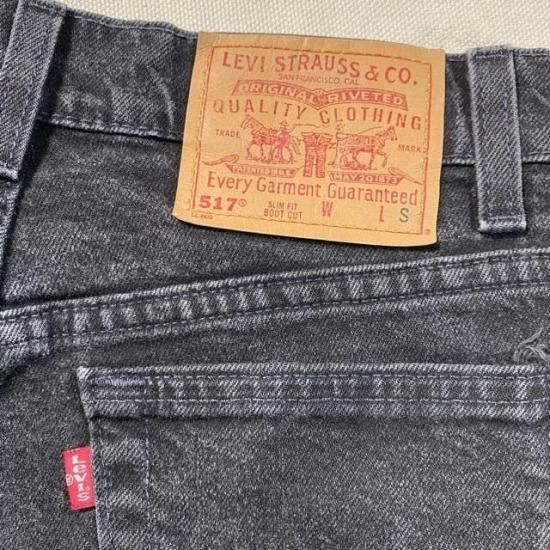 LEVI STRAUSS & CO.
SAN FRANCISCO, CAL.
ORIGINAL RIVETED
QUALITY CLOTHING
TRADE MARK
PATENTED IN U.S. MAY 20 1873
Every Garment Guaranteed
517® SLIM FIT W L S
BOOT CUT
LEVI'S
®